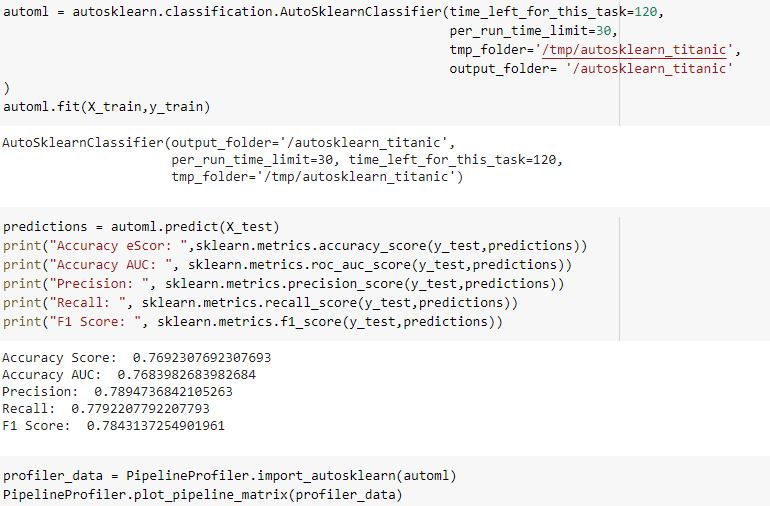 automl = autosklearn.classification.AutoSklearnClassifier(time_left_for_this_task=120,
per_run_time_limit=30,
tmp_folder='/tmp/autosklearn_titanic',
output_folder= '/autosklearn_titanic'
)
automl.fit(X_train,y_train)
AutoSklearnClassifier(output_folder='/autosklearn_titanic',
per_run_time_limit=30, time_left_for_this_task=120,
tmp_folder='/tmp/autosklearn_titanic')
predictions = automl.predict(X_test)
print("Accuracy eScor: ",sklearn.metrics.accuracy_score(y_test,predictions))
print("Accuracy AUC: ", sklearn.metrics.roc_auc_score(y_test,predictions))
print("Precision: ", sklearn.metrics.precision_score(y_test,predictions))
print("Recall: ", sklearn.metrics.recall_score(y_test,predictions))
print("F1 Score: ", sklearn.metrics.f1_score(y_test,predictions))
Accuracy Score:  0.7692307692307693
Accuracy AUC:  0.7683982683982684
Precision:  0.7894736842105263
Recall:  0.7792207792207793
F1 Score:  0.7843137254901961
profiler_data = PipelineProfiler.import_autosklearn(automl)
PipelineProfiler.plot_pipeline_matrix(profiler_data)